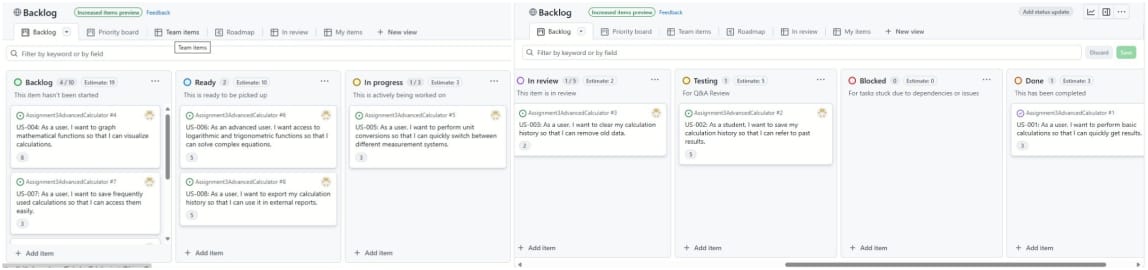 Backlog
Increased items preview
Feedback
Backlog
Priority board
Team items
Roadmap
In review
My items
+ New view
Team items
Filter by keyword or by field
Backlog 4 / 10 Estimate: 19 ...
This item hasn't been started
Assignment3AdvancedCalculator #4
US-004: As a user, I want to graph
mathematical functions so that I can visualize
calculations.
8
Assignment3AdvancedCalculator #7
US-007: As a user, I want to save frequently
used calculations so that I can access them
easily.
3
+ Add item
Ready 2 Estimate: 10 ...
This is ready to be picked up
Assignment3AdvancedCalculator #6
US-006: As an advanced user, I want access to
logarithmic and trigonometric functions so that I
can solve complex equations.
5
Assignment3AdvancedCalculator #8
US-008: As a user, I want to export my calculation
history so that I can use it in external reports.
5
+ Add item
In progress 1 / 3 Estimate: 3 ...
This is actively being worked on
Assignment3AdvancedCalculator #5
US-005: As a user, I want to perform unit
conversions so that I can quickly switch between
different measurement systems.
3
+ Add item
Backlog
Increased items preview
Feedback
Add status update
...
Backlog
Priority board
Team items
Roadmap
In review
My items
+ New view
Filter by keyword or by field
Discard
Save
In review 1 / 5 Estimate: 2 ...
This item is in review
Assignment3AdvancedCalculator #3
US-003: As a user, I want to clear my calculation
history so that I can remove old data.
2
+ Add item
Testing 1 Estimate: 5 ...
For Q&A Review
Assignment3AdvancedCalculator #2
US-002: As a student, I want to save my
calculation history so that I can refer to past
results.
5
+ Add item
Blocked 0 Estimate: 0 ...
For tasks stuck due to dependencies or issues
+ Add item
Done 1 Estimate: 3
This has been completed
Assignment3AdvancedCalculator #1
US-001: As a user, I want to perform basic
calculations so that I can quickly get results.
3
+ Add item